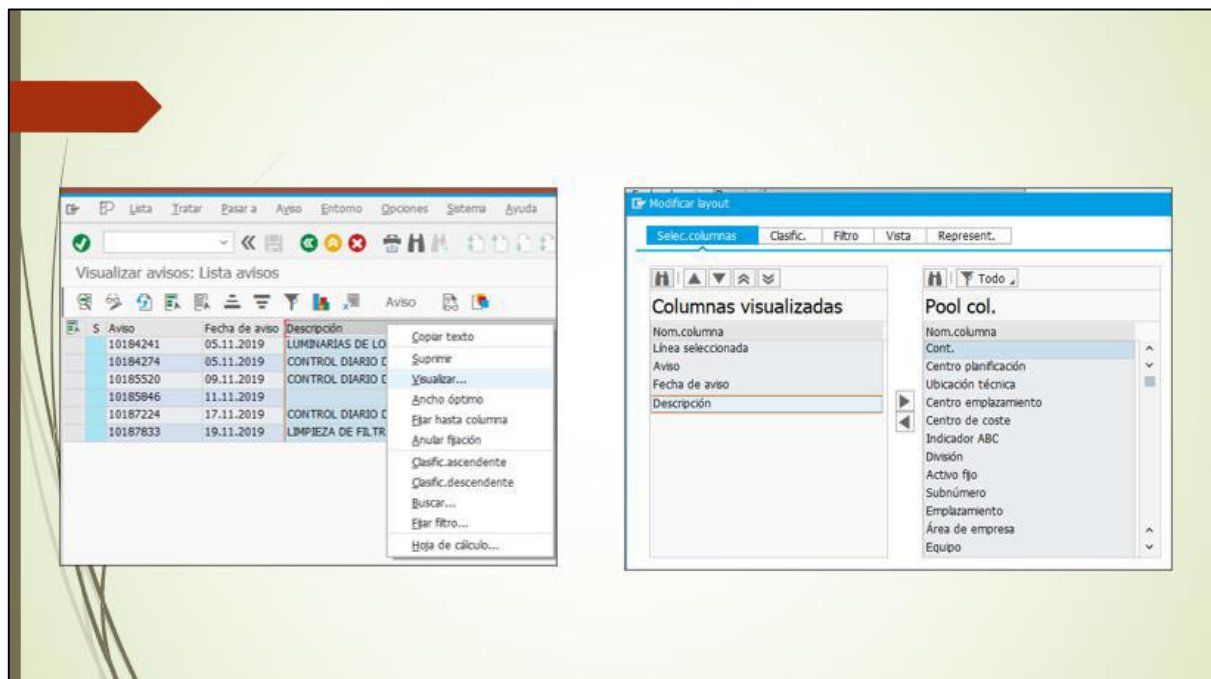 Lista Tratar Pasar a Aviso Entorno Opciones Sistema Ayuda
Visualizar avisos: Lista avisos
Aviso
S Aviso Fecha de aviso Descripción
10184241 05.11.2019 LUMINARIAS DE LO
10184274 05.11.2019 CONTROL DIARIO D
10185520 09.11.2019 CONTROL DIARIO D
10185846 11.11.2019
10187224 17.11.2019 CONTROL DIARIO D
10187833 19.11.2019 LIMPIEZA DE FILTR
Copiar texto
Suprimir
Visualizar...
Ancho óptimo
Fijar hasta columna
Anular fijación
Clasific.ascendente
Clasific.descendente
Buscar...
Fijar filtro...
Hoja de cálculo...
Modificar layout
Selec.columnas Clasific. Filtro Vista Represent.
Todo
Columnas visualizadas
Nom.columna
Línea seleccionada
Aviso
Fecha de aviso
Descripción
Pool col.
Nom.columna
Cont.
Centro planificación
Ubicación técnica
Centro emplazamiento
Centro de coste
Indicador ABC
División
Activo fijo
Subnúmero
Emplazamiento
Área de empresa
Equipo